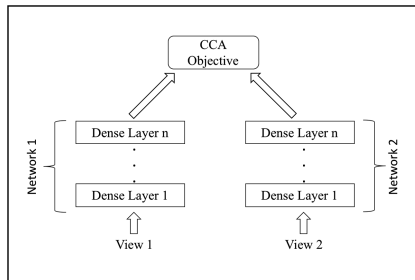 CCA
Objective
Network 1
Dense Layer n
Dense Layer 1
View 1
Dense Layer n
Dense Layer 1
View 2
Network 2